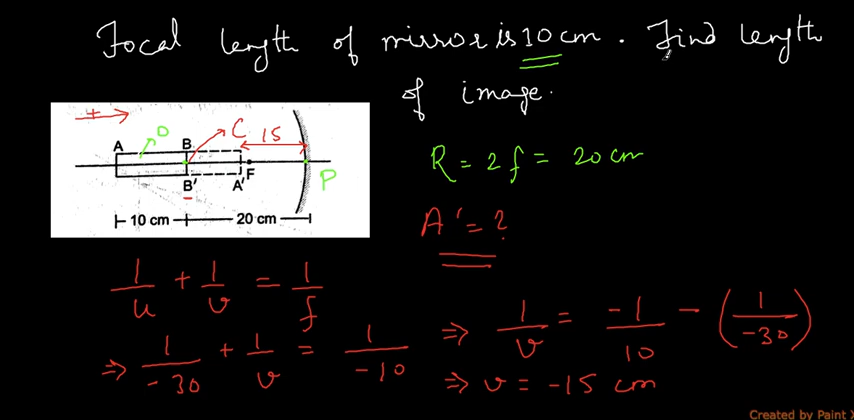 Focal length of mirror is 10 cm. Find length
of image.
+
O
C
15
A
B
B'
A'
F
P
10 cm
20 cm
R = 2f = 20 cm
A' = ?
1/u + 1/v = 1/f
⇒ 1/-30 + 1/v = 1/-10
⇒ 1/v = -1/10 - (1/-30)
⇒ v = -15 cm
Created by Paint X